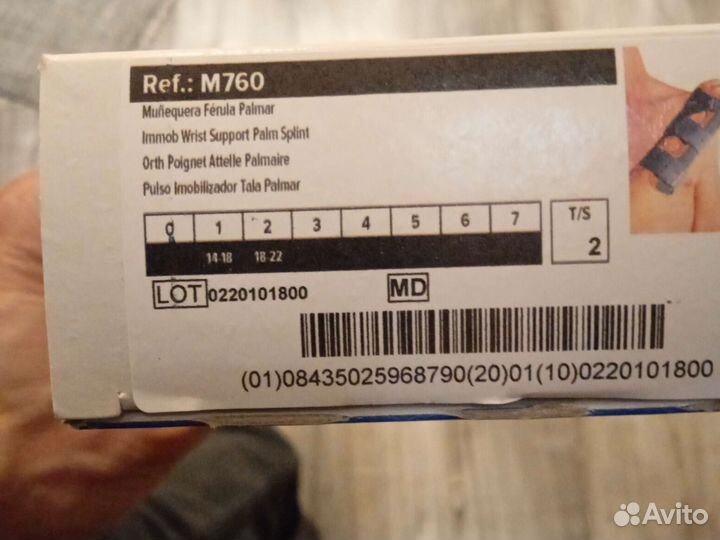 Ref.: M760
Muñequera Férula Palmar
Immob Wrist Support Palm Splint
Orth Poignet Attelle Palmaire
Pulso Imobilizador Tala Palmar
0 1 2 3 4 5 6 7 T/S
14-18 18-22 2
LOT 0220101800 MD
(01)08435025968790(20)01(10)0220101800
Avito